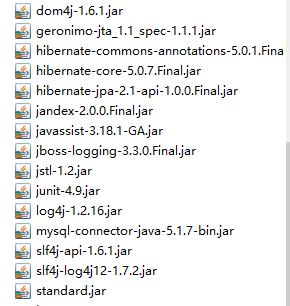 dom4j-1.6.1.jar
geronimo-jta_1.1_spec-1.1.1.jar
hibernate-commons-annotations-5.0.1.Fina
hibernate-core-5.0.7.Final.jar
hibernate-jpa-2.1-api-1.0.0.Final.jar
jandex-2.0.0.Final.jar
javassist-3.18.1-GA.jar
jboss-logging-3.3.0.Final.jar
jstl-1.2.jar
junit-4.9.jar
log4j-1.2.16.jar
mysql-connector-java-5.1.7-bin.jar
slf4j-api-1.6.1.jar
slf4j-log4j12-1.7.2.jar
standard.jar